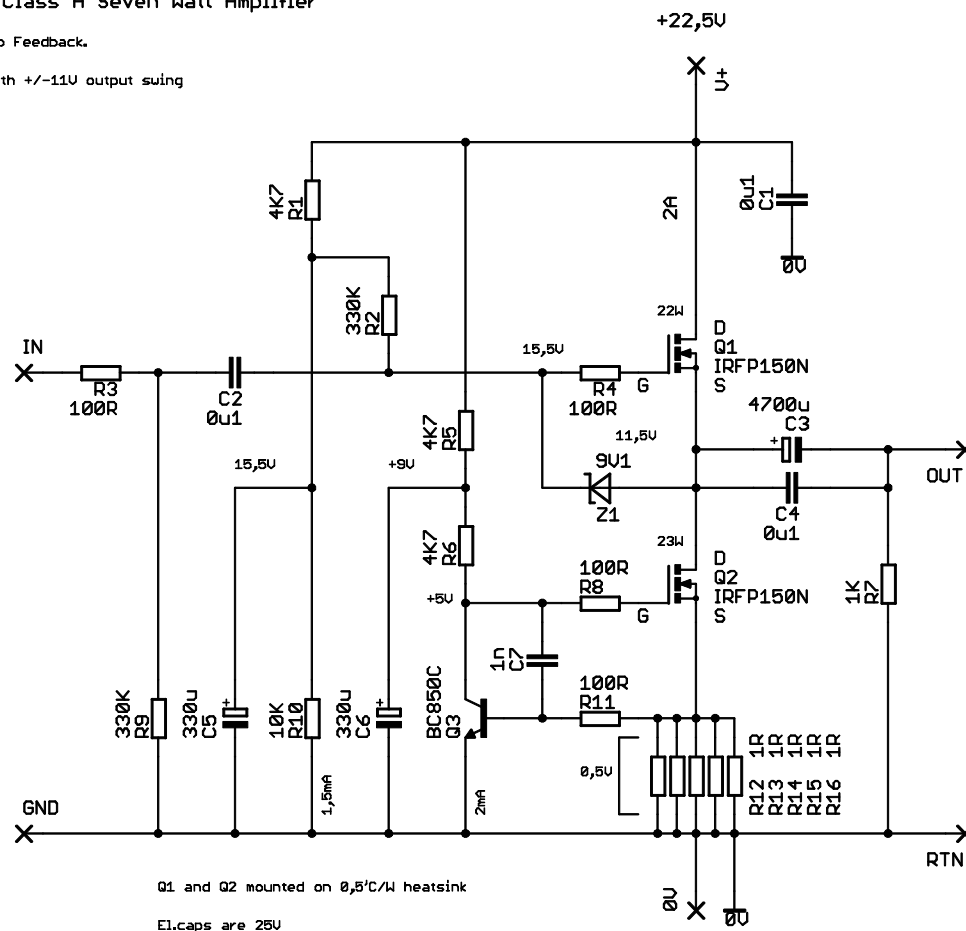 Class A Seven Watt Amplifier
o Feedback.
th +/-11V output swing
+22,5V
V+
4K7
R1
2A
0u1
C1
0V
330K
R2
22W
D
Q1
IRFP150N
S
G
IN
R3
100R
C2
0u1
15,5V
R4
100R
4700u
C3
+
OUT
4K7
R5
11,5V
15,5V
+9V
9V1
Z1
C4
0u1
4K7
R6
23W
D
Q2
IRFP150N
S
G
+5V
100R
R8
1K
R7
1n
C7
330K
R9
330u
C5
+
10K
R10
330u
C6
+
BC850C
Q3
100R
R11
0,5V
R12 1R
R13 1R
R14 1R
R15 1R
R16 1R
1,5mA
2mA
GND
RTN
0V
0V
Q1 and Q2 mounted on 0,5'C/W heatsink
El.caps are 25V